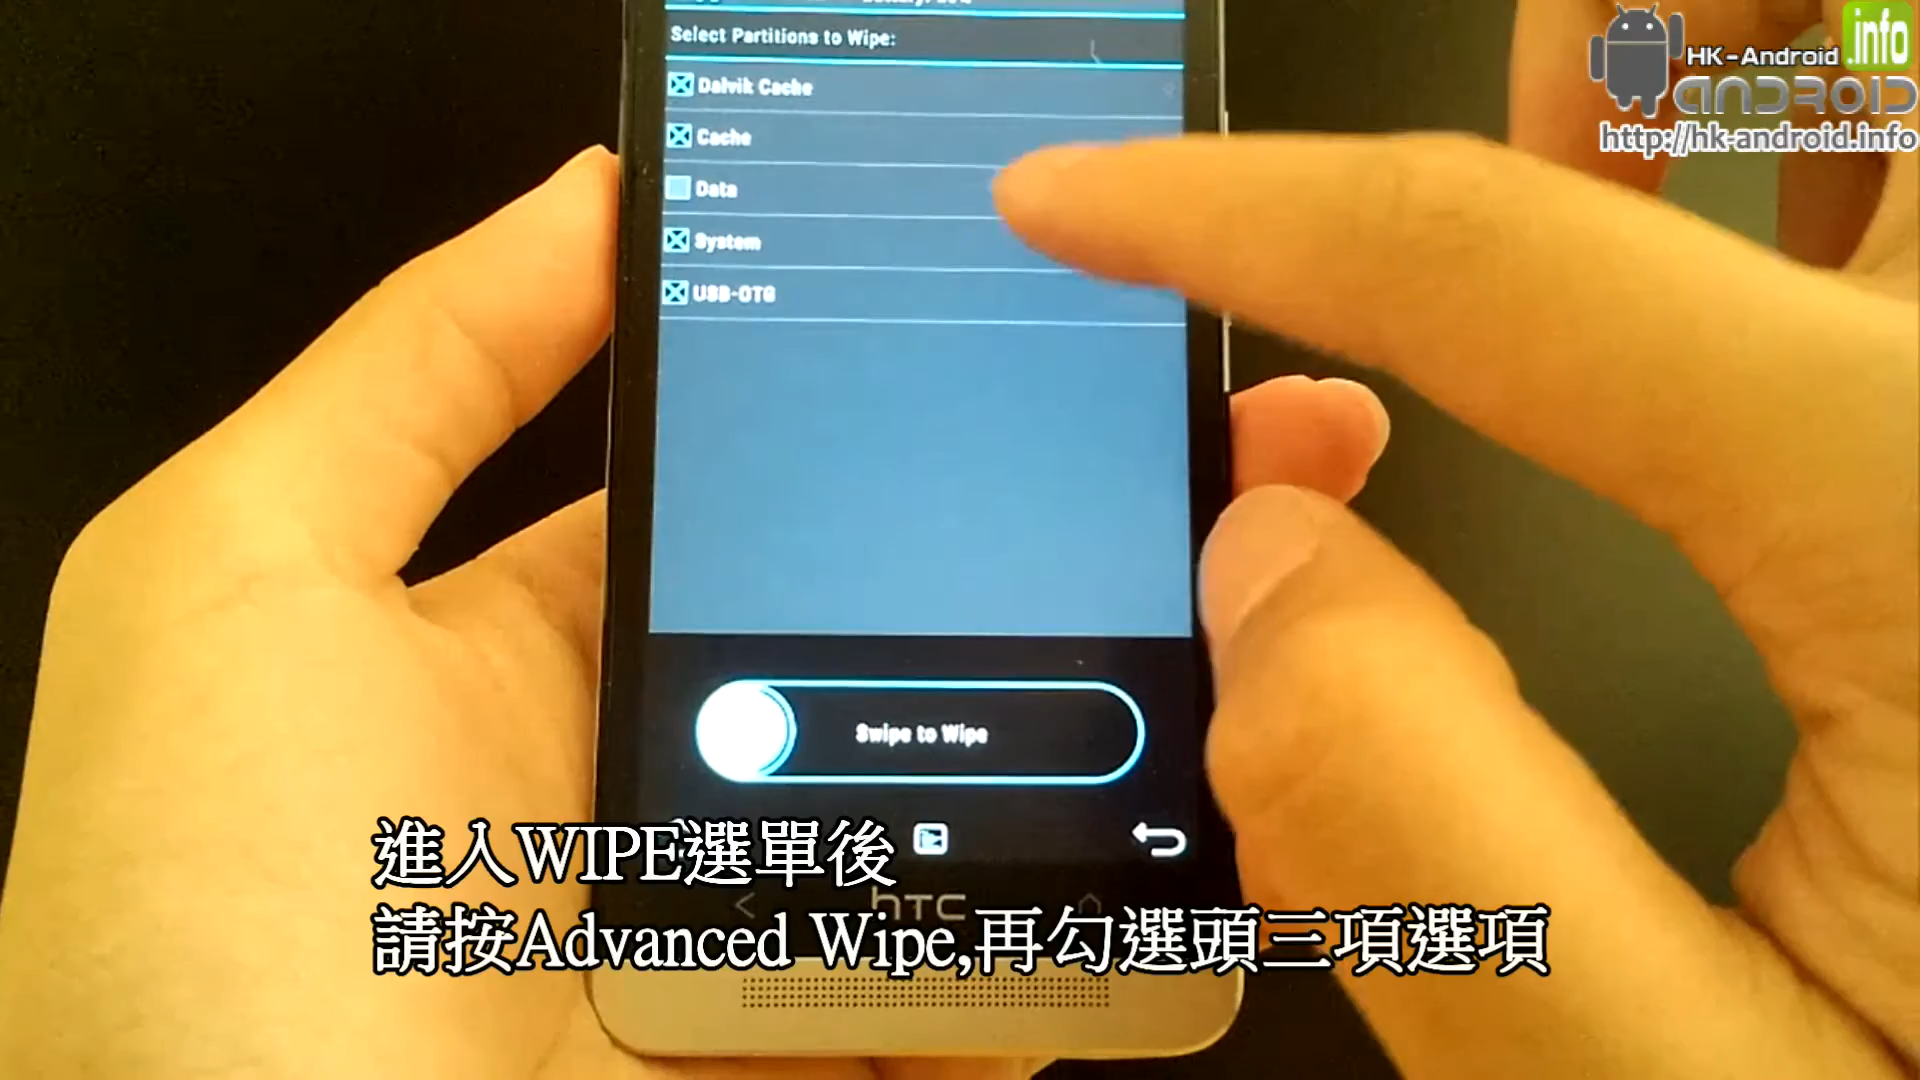 Select Partitions to Wipe:
Dalvik Cache
Cache
Data
System
USB-OTG
Swipe to Wipe
進入WIPE選單後
請按Advanced Wipe,再勾選頭三項選項
hTC
HK-Android .info
ANDROID
http://hk-android.info